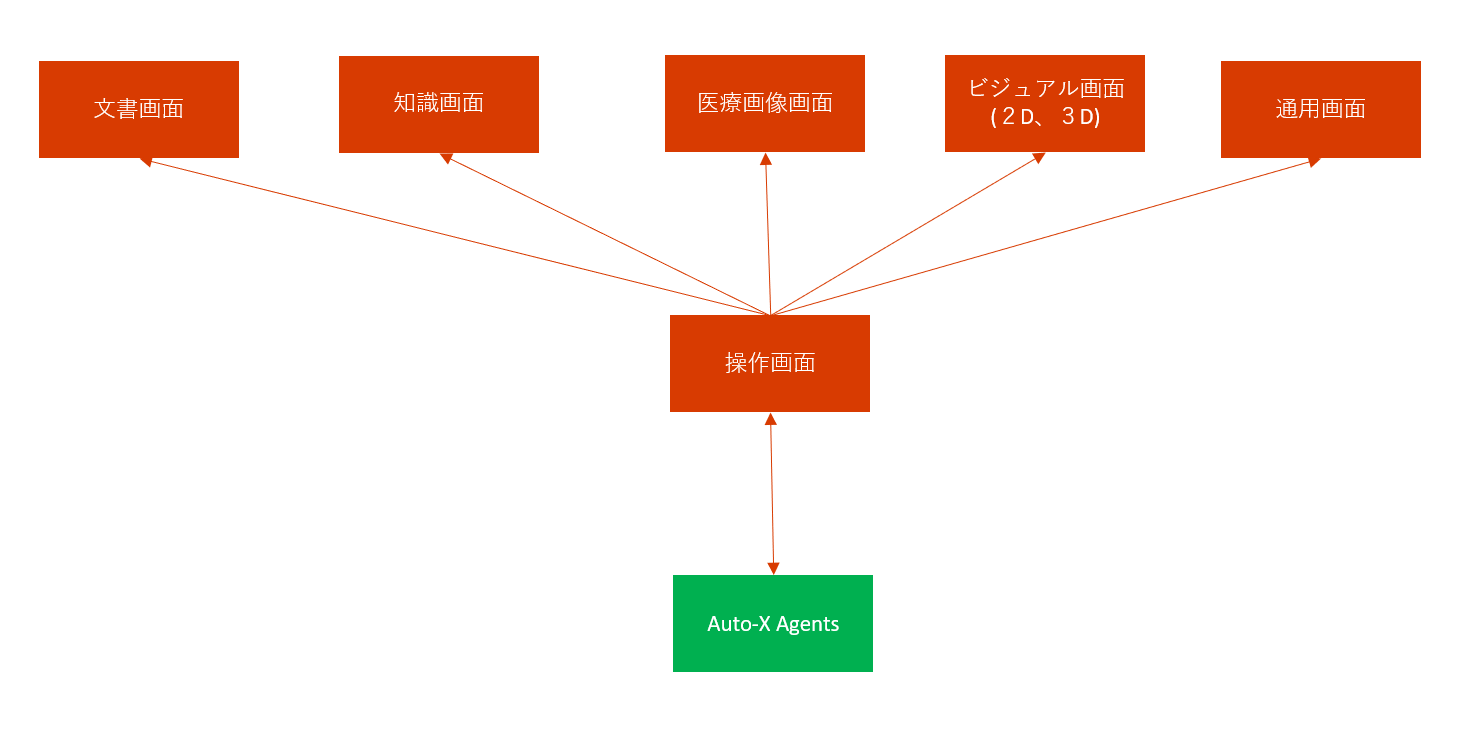 文書画面
知識画面
医療画像画面
ビジュアル画面
(２D、３D)
通用画面
操作画面
Auto-X Agents